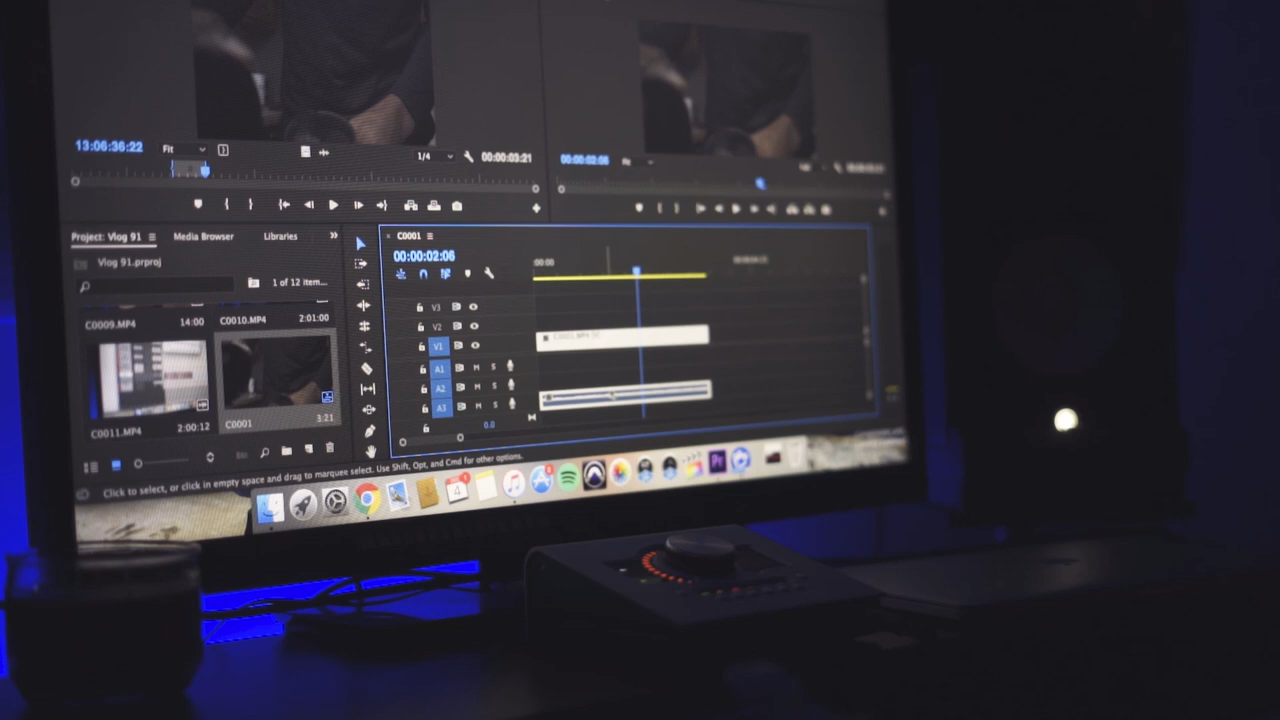 13:06:36:22
Fit
1/4
00:00:03:21
00:00:02:06
Project: Vlog 91
Media Browser
Libraries
Vlog 91.prproj
1 of 12 item...
C0009.MP4
14:00
C0010.MP4
2:01:00
C0011.MP4
2:00:12
C0001
3:21
× C0001
00:00:02:06
:00:00
V3
V2
V1
A1 M S
A2 M S
A3 M S
0.0
Click to select, or click in empty space and drag to marquee select. Use Shift, Opt, and Cmd for other options.
4
Pr